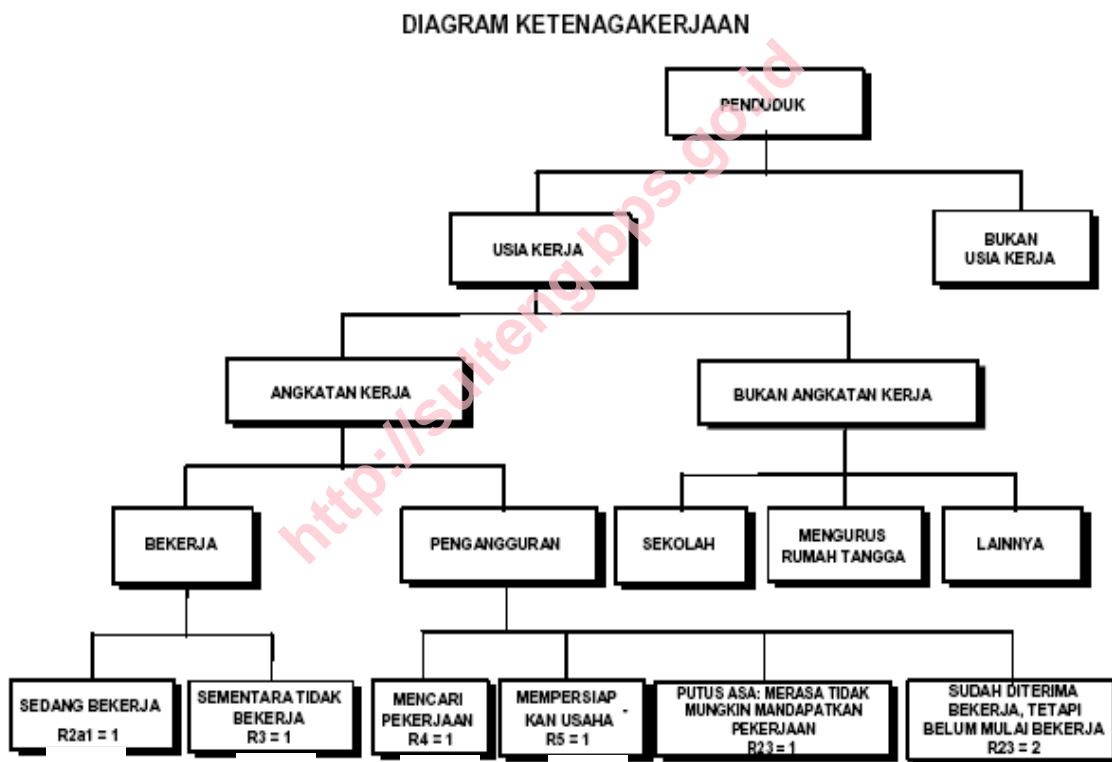 DIAGRAM KETENAGAKERJAAN
PENDUDUK
USIA KERJA
BUKAN
USIA KERJA
ANGKATAN KERJA
BUKAN ANGKATAN KERJA
BEKERJA
PENGANGGURAN
SEKOLAH
MENGURUS
RUMAH TANGGA
LAINNYA
SEDANG BEKERJA
R2a1 = 1
SEMENTARA TIDAK
BEKERJA
R3 = 1
MENCARI
PEKERJAAN
R4 = 1
MEMPERSIAP -
KAN USAHA
R5 = 1
PUTUS ASA: MERASA TIDAK
MUNGKIN MANDAPATKAN
PEKERJAAN
R23 = 1
SUDAH DITERIMA
BEKERJA, TETAPI
BELUM MULAI BEKERJA
R23 = 2
http://sulteng.bps.go.id